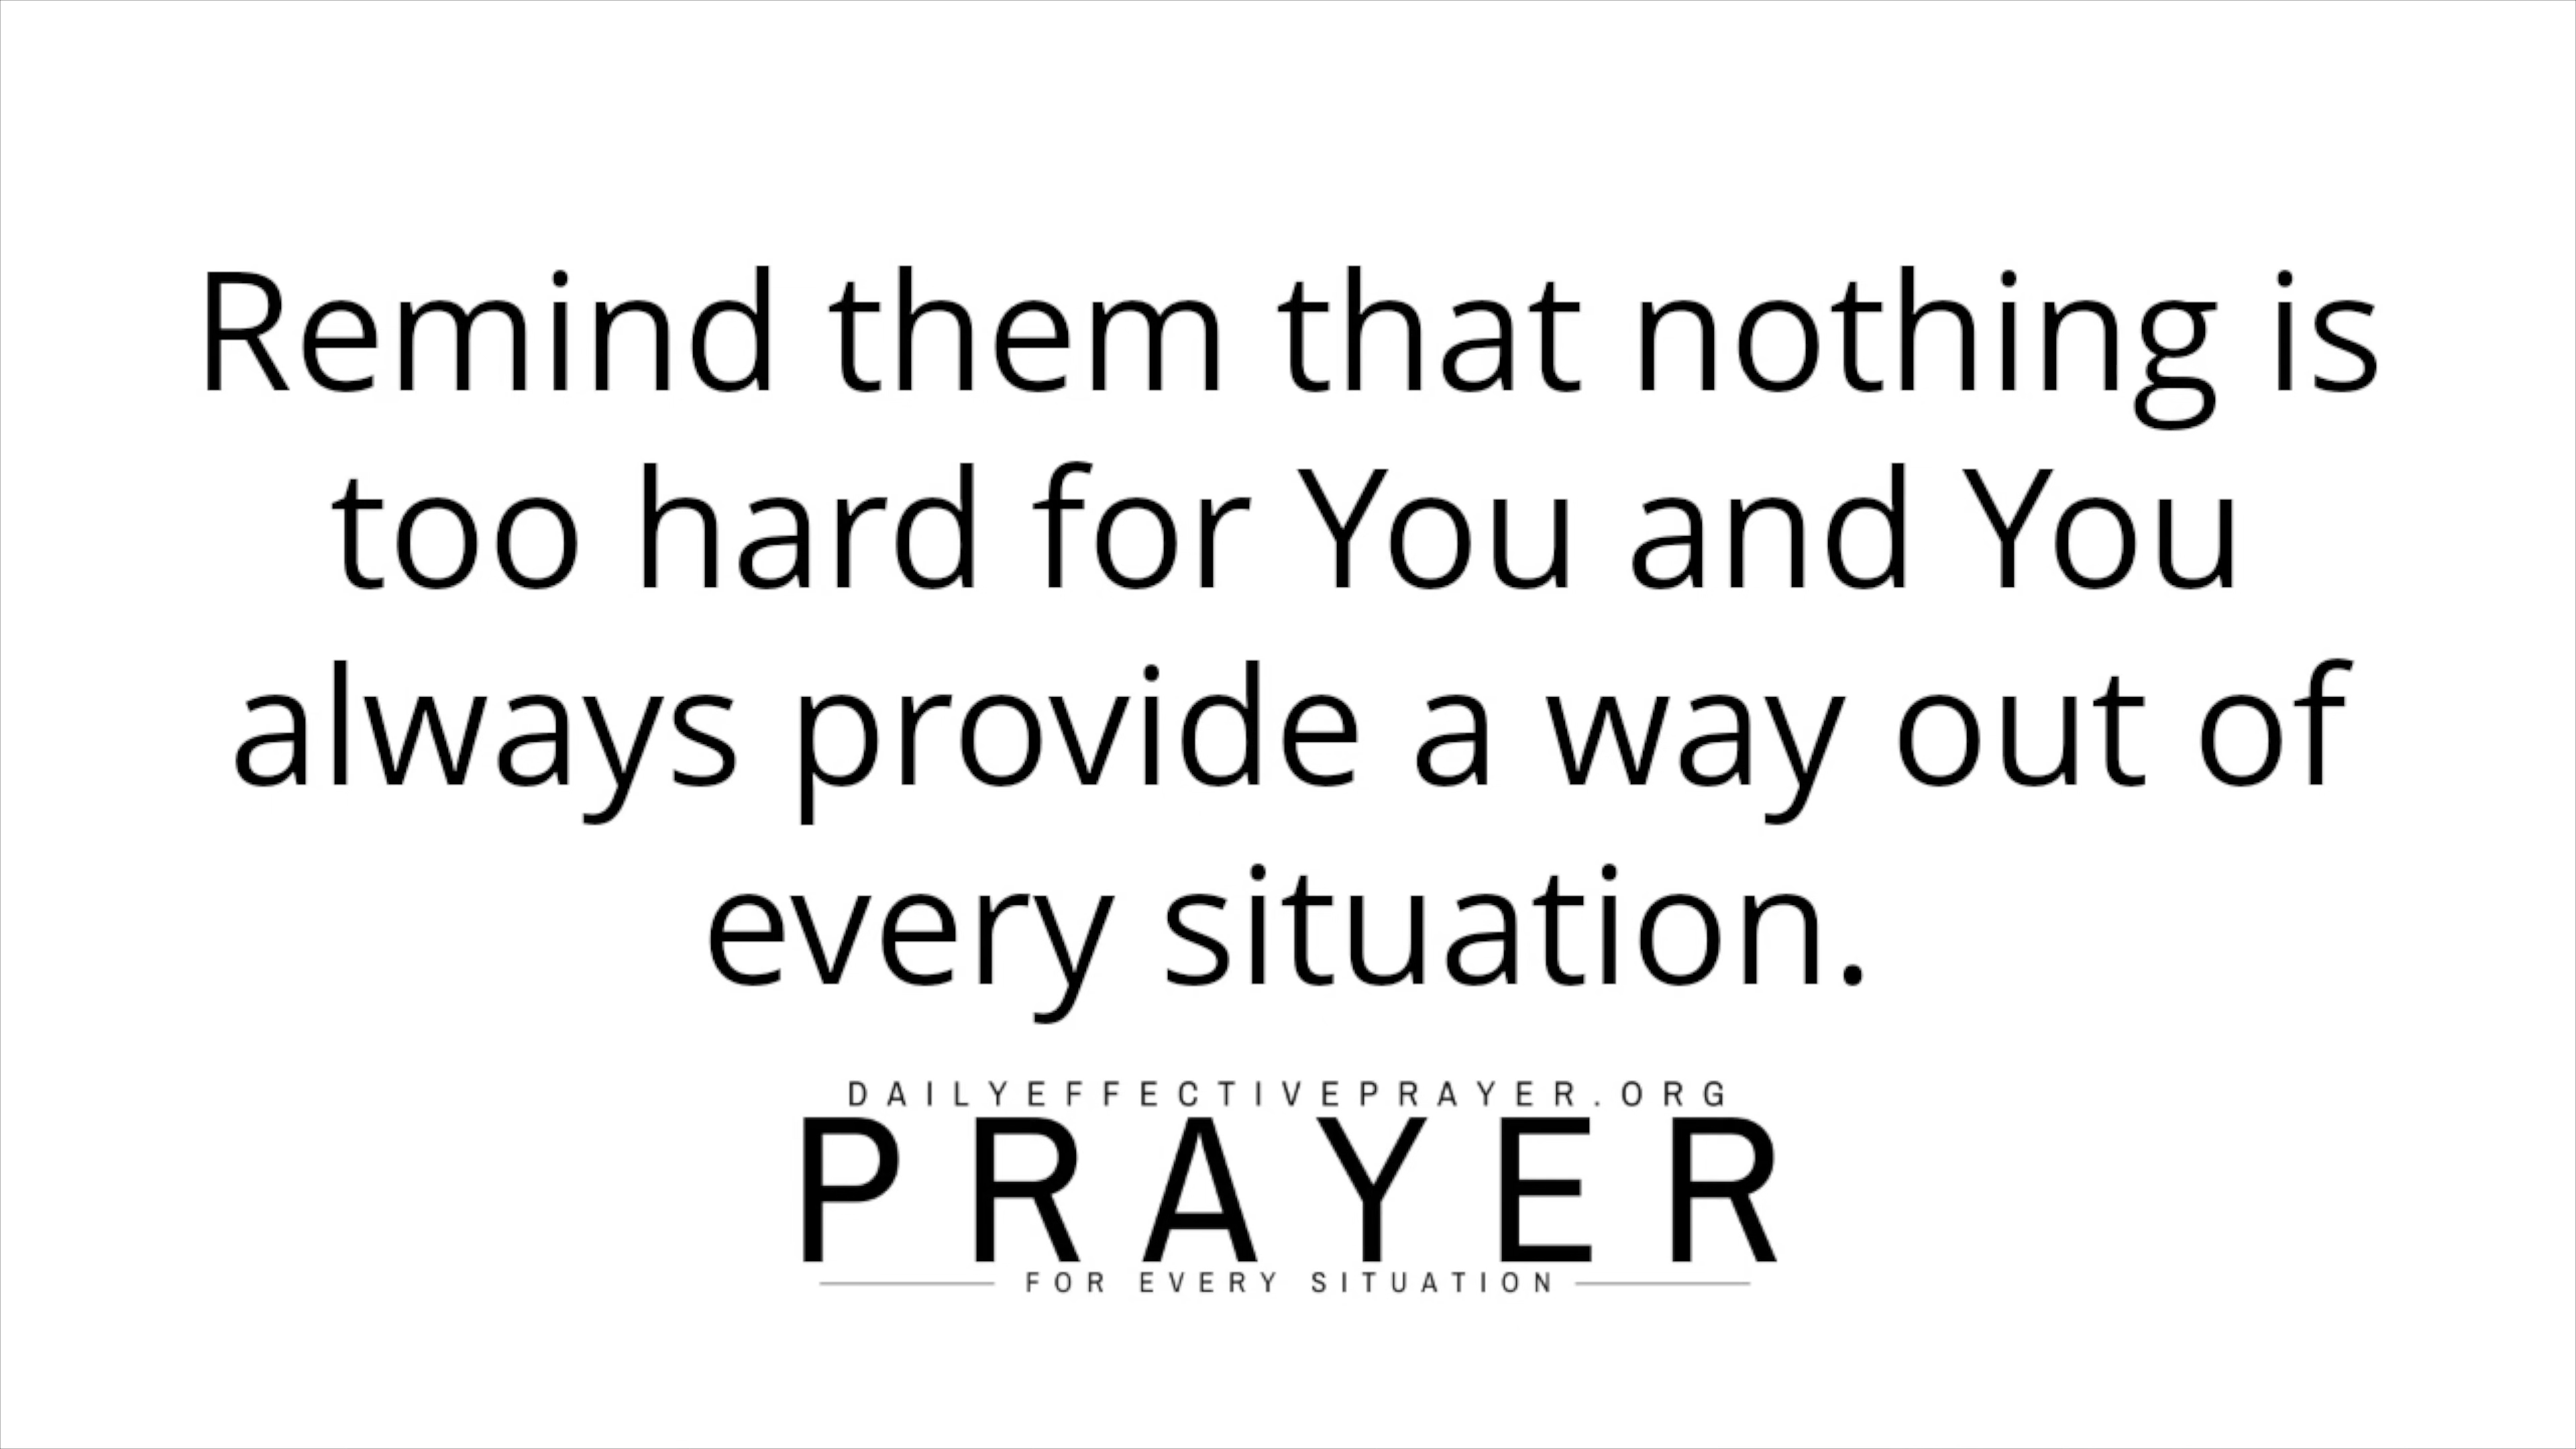 Remind them that nothing is
too hard for You and You
always provide a way out of
every situation.
DAILYEFFECTIVEPRAYER.ORG
PRAYER
FOR EVERY SITUATION